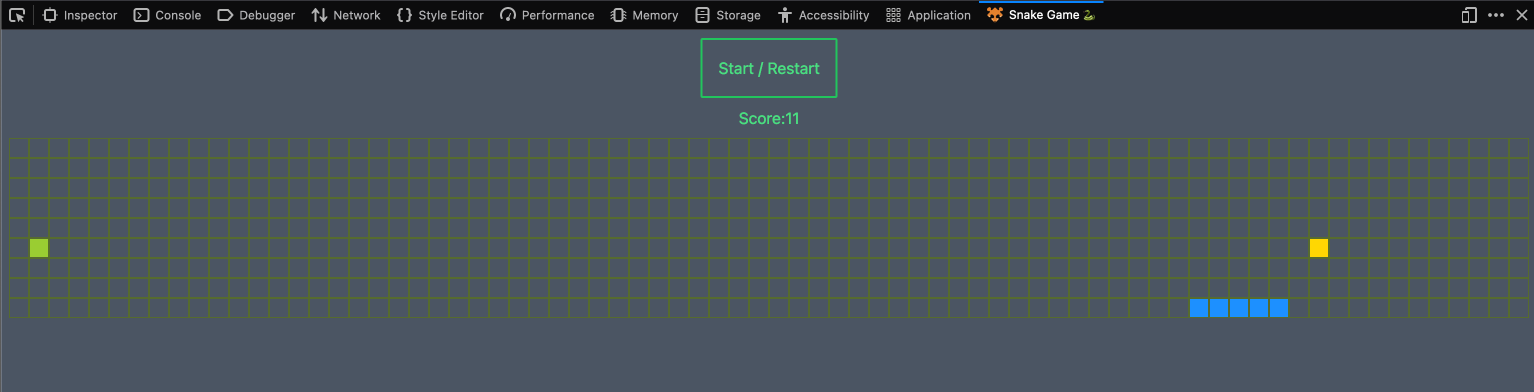 Inspector Console Debugger Network Style Editor Performance Memory Storage Accessibility Application Snake Game 🐍
Start / Restart
Score:11